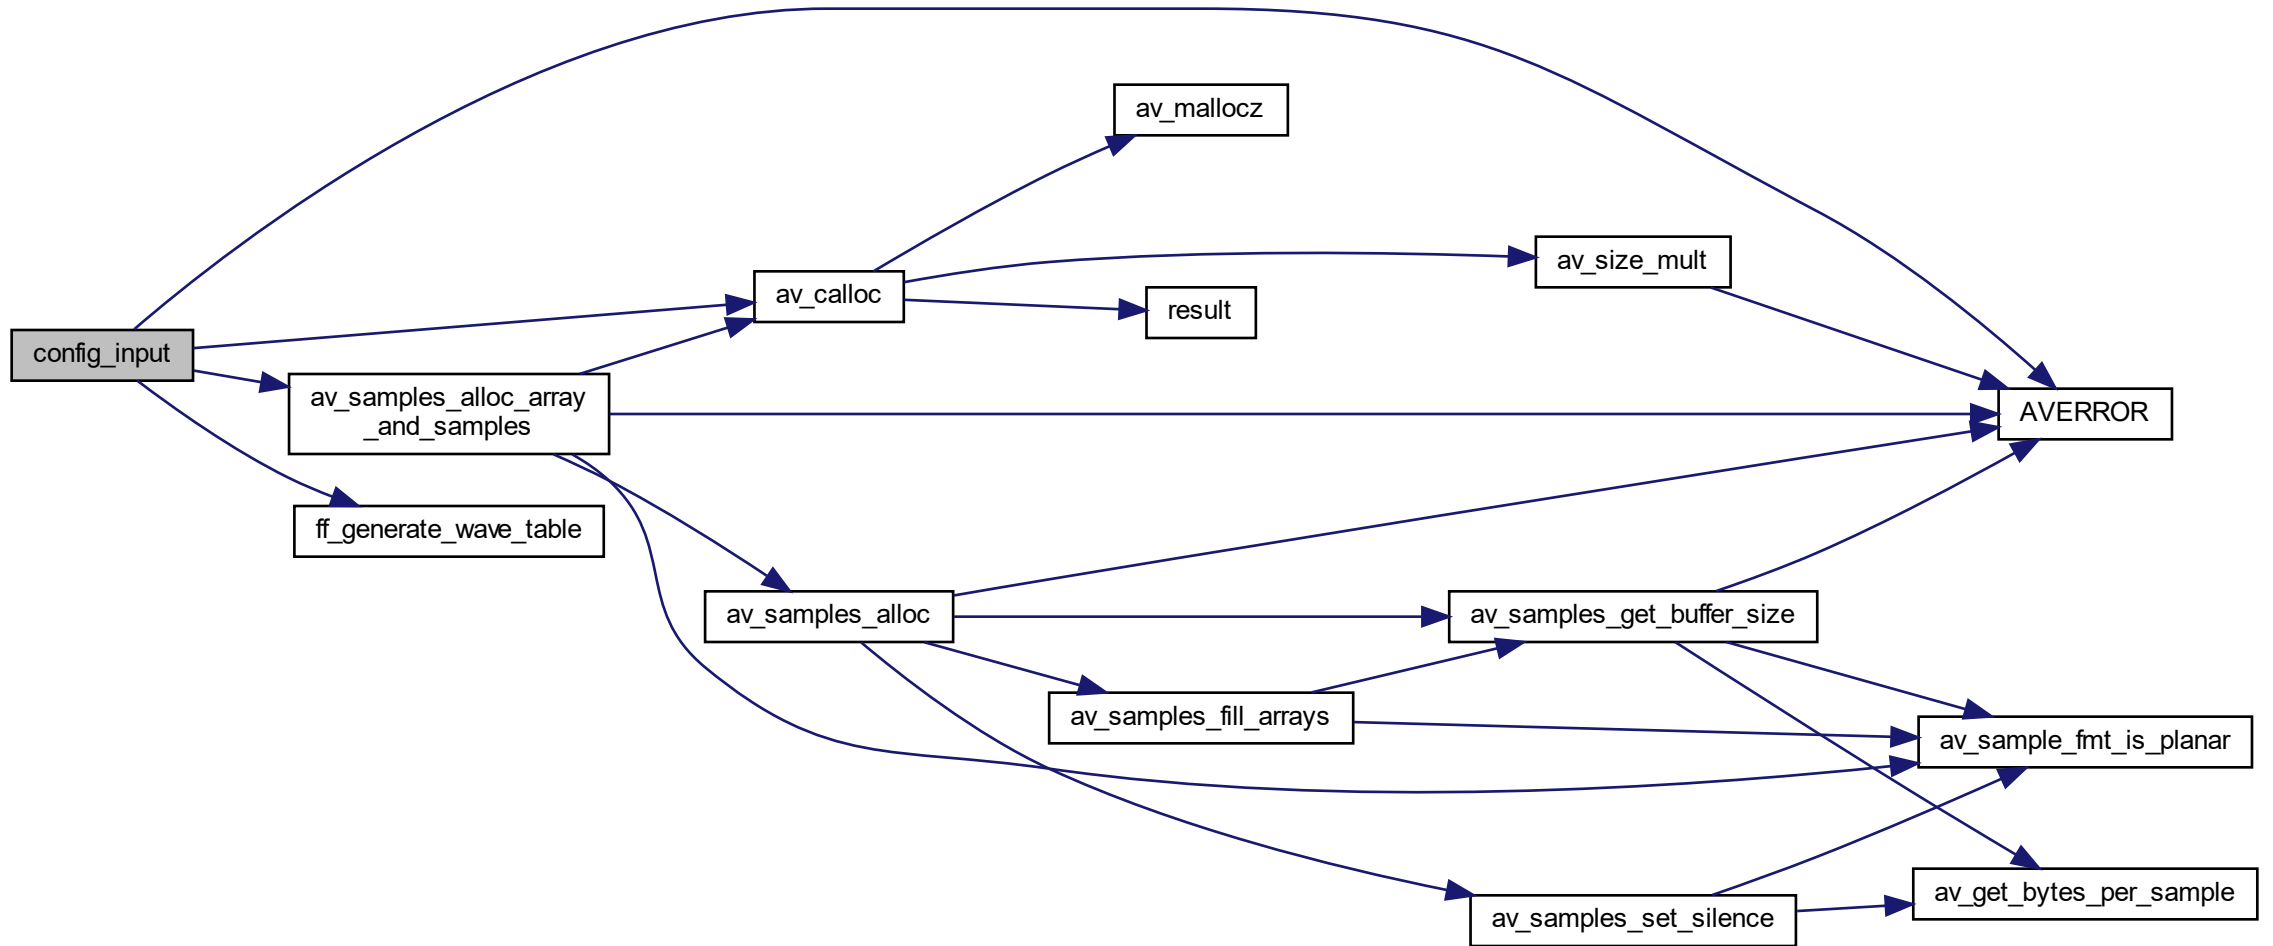 av_mallocz
av_size_mult
av_calloc
result
config_input
av_samples_alloc_array
_and_samples
AVERROR
ff_generate_wave_table
av_samples_alloc
av_samples_get_buffer_size
av_samples_fill_arrays
av_sample_fmt_is_planar
av_get_bytes_per_sample
av_samples_set_silence